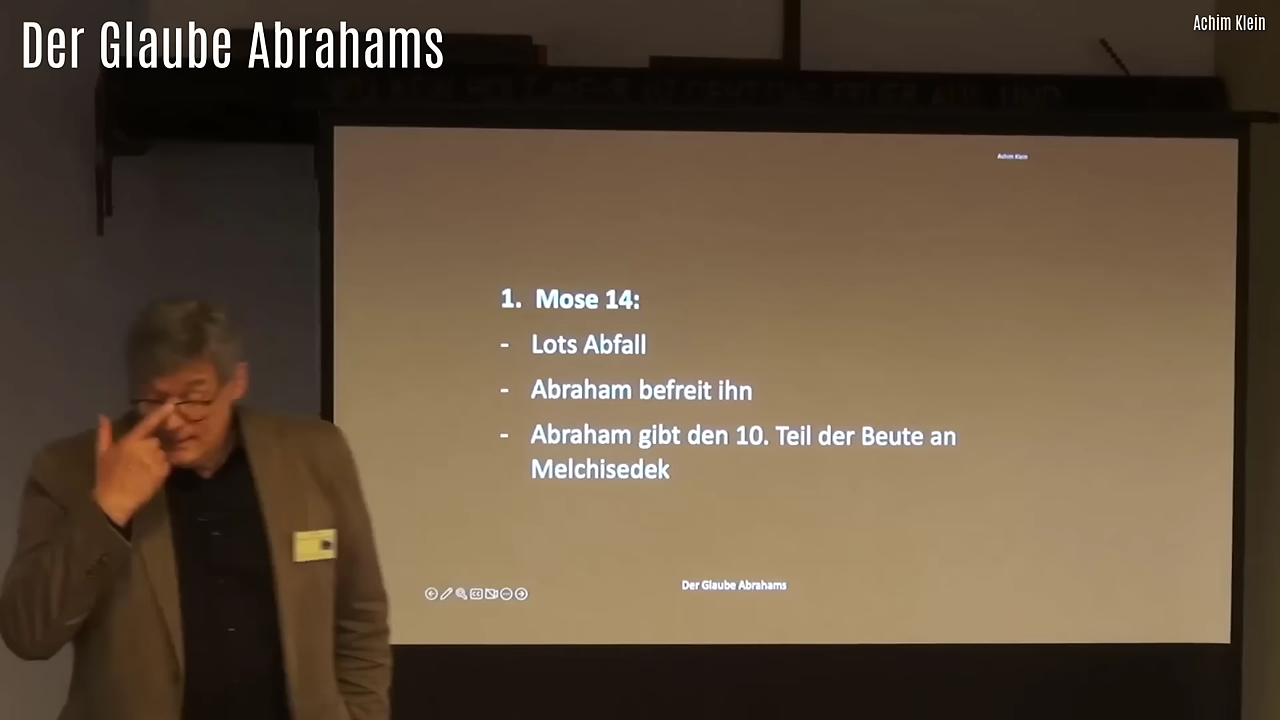 Der Glaube Abrahams
Achim Klein
Achim Klein
1. Mose 14:
- Lots Abfall
- Abraham befreit ihn
- Abraham gibt den 10. Teil der Beute an
Melchisedek
Der Glaube Abrahams